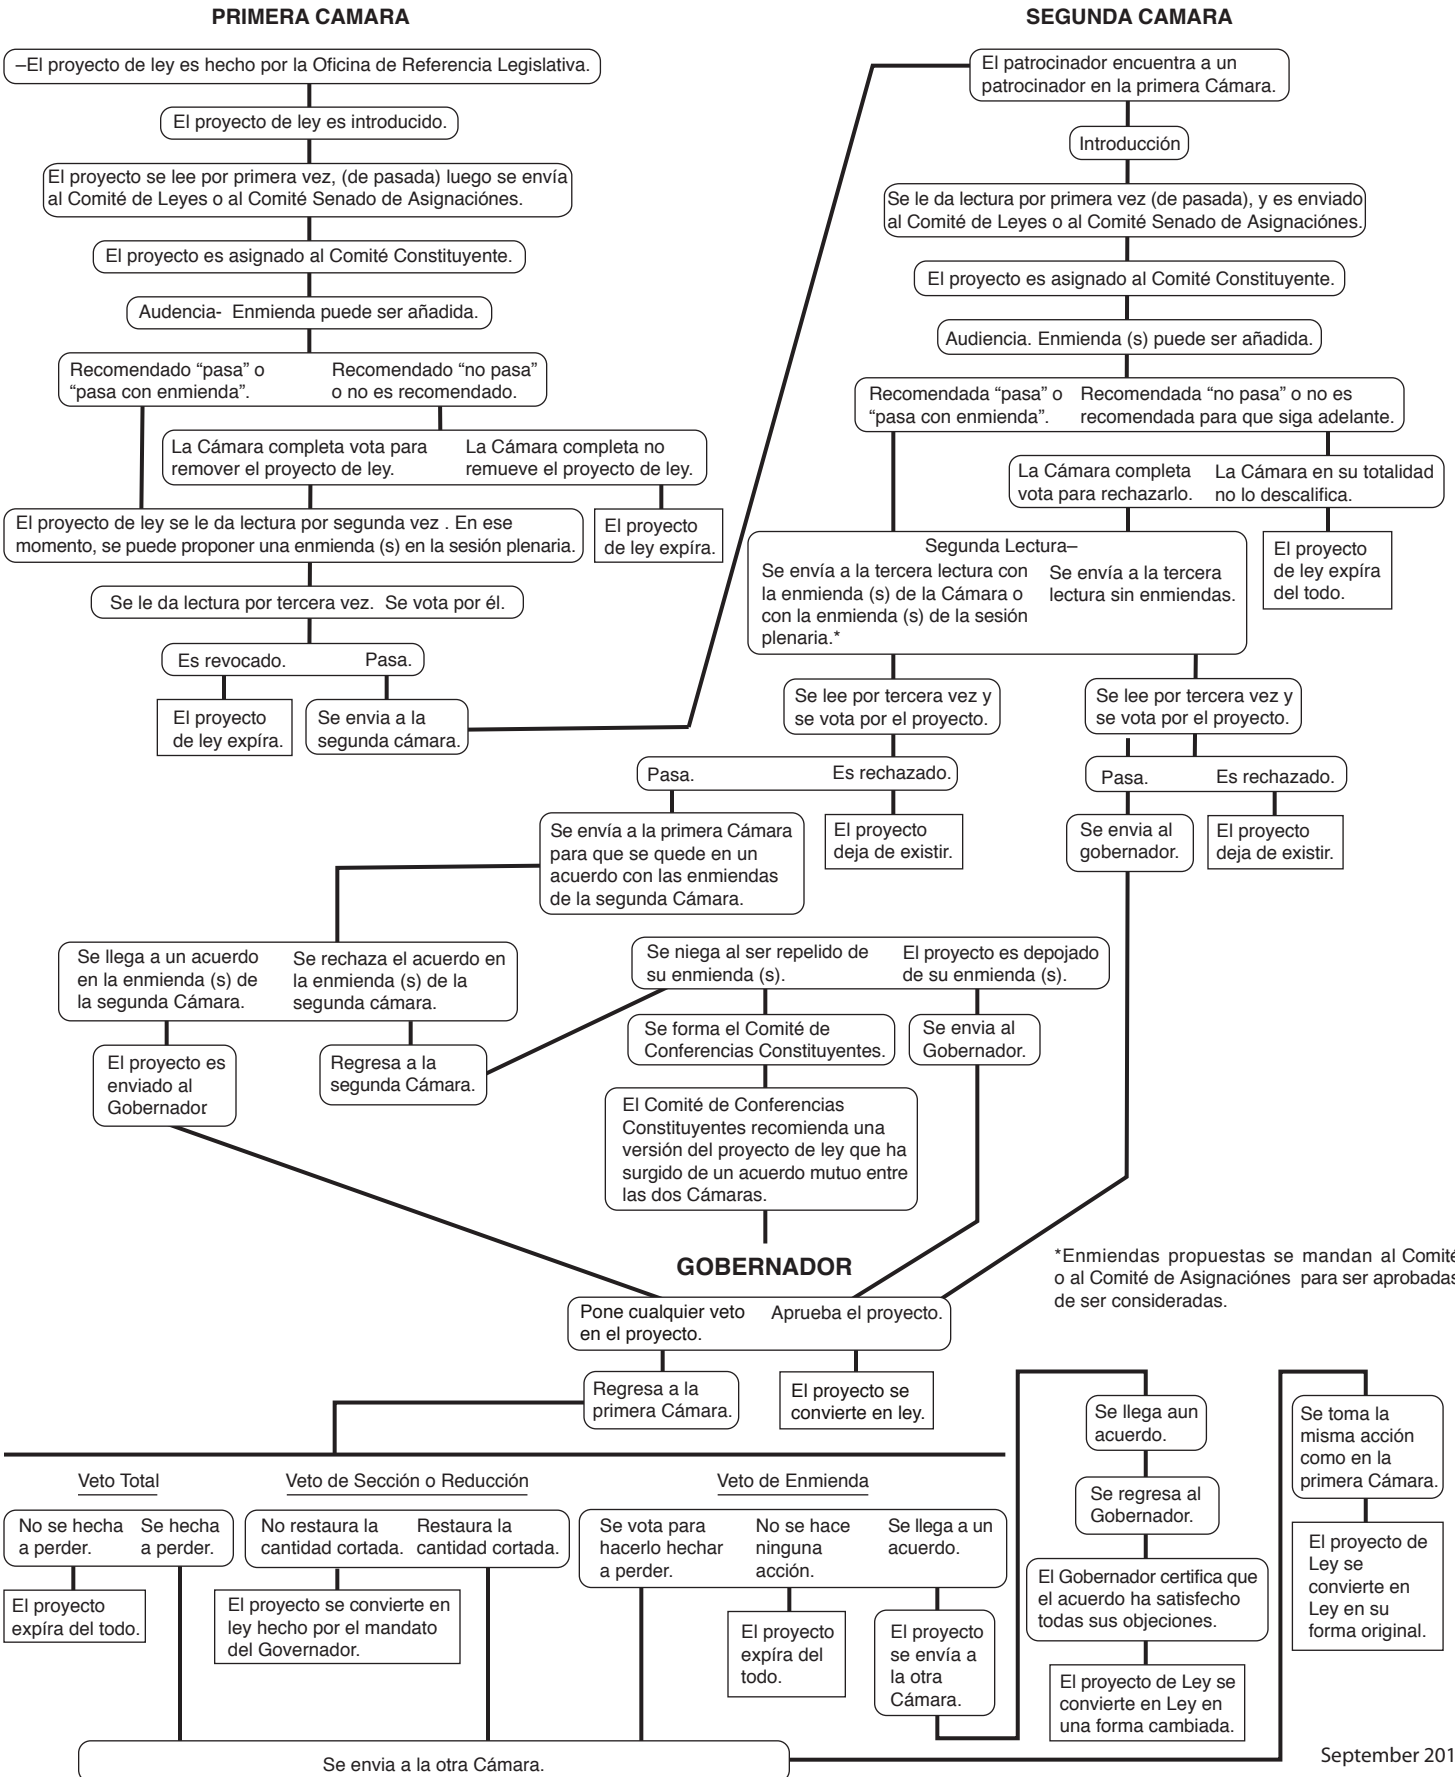 PRIMERA CAMARA
–El proyecto de ley es hecho por la Oficina de Referencia Legislativa.
El proyecto de ley es introducido.
El proyecto se lee por primera vez, (de pasada) luego se envía
al Comité de Leyes o al Comité Senado de Asignaciónes.
El proyecto es asignado al Comité Constituyente.
Audencia- Enmienda puede ser añadida.
Recomendado “pasa” o
“pasa con enmienda”.
Recomendado “no pasa”
o no es recomendado.
La Cámara completa vota para
remover el proyecto de ley.
La Cámara completa no
remueve el proyecto de ley.
El proyecto de ley se le da lectura por segunda vez . En ese
momento, se puede proponer una enmienda (s) en la sesión plenaria.
El proyecto
de ley expíra.
Se le da lectura por tercera vez. Se vota por él.
Es revocado.
Pasa.
El proyecto
de ley expíra.
Se envia a la
segunda cámara.
SEGUNDA CAMARA
El patrocinador encuentra a un
patrocinador en la primera Cámara.
Introducción
Se le da lectura por primera vez (de pasada), y es enviado
al Comité de Leyes o al Comité Senado de Asignaciónes.
El proyecto es asignado al Comité Constituyente.
Audiencia. Enmienda (s) puede ser añadida.
Recomendada “pasa” o
“pasa con enmienda”.
Recomendada “no pasa” o no es
recomendada para que siga adelante.
La Cámara completa
vota para rechazarlo.
La Cámara en su totalidad
no lo descalifica.
Segunda Lectura–
Se envía a la tercera lectura con
la enmienda (s) de la Cámara o
con la enmienda (s) de la sesión
plenaria.*
Se envía a la tercera
lectura sin enmiendas.
El proyecto
de ley expíra
del todo.
Se lee por tercera vez y
se vota por el proyecto.
Se lee por tercera vez y
se vota por el proyecto.
Pasa.
Es rechazado.
Pasa.
Es rechazado.
Se envía a la primera Cámara
para que se quede en un
acuerdo con las enmiendas
de la segunda Cámara.
El proyecto
deja de existir.
Se envia al
gobernador.
El proyecto
deja de existir.
Se llega a un acuerdo
en la enmienda (s) de
la segunda Cámara.
Se rechaza el acuerdo en
la enmienda (s) de la
segunda cámara.
Se niega al ser repelido de
su enmienda (s).
El proyecto es depojado
de su enmienda (s).
El proyecto es
enviado al
Gobernador
Regresa a la
segunda Cámara.
Se forma el Comité de
Conferencias Constituyentes.
Se envia al
Gobernador.
El Comité de Conferencias
Constituyentes recomienda una
versión del proyecto de ley que ha
surgido de un acuerdo mutuo entre
las dos Cámaras.
*Enmiendas propuestas se mandan al Comité
o al Comité de Asignaciónes para ser aprobadas
de ser consideradas.
GOBERNADOR
Pone cualquier veto
en el proyecto.
Aprueba el proyecto.
Regresa a la
primera Cámara.
El proyecto se
convierte en ley.
Veto Total
No se hecha
a perder.
Se hecha
a perder.
El proyecto
expíra del todo.
Veto de Sección o Reducción
No restaura la
cantidad cortada.
Restaura la
cantidad cortada.
El proyecto se convierte en
ley hecho por el mandato
del Governador.
Veto de Enmienda
Se vota para
hacerlo hechar
a perder.
No se hace
ninguna
acción.
Se llega a un
acuerdo.
El proyecto
expíra del
todo.
El proyecto
se envía a
la otra
Cámara.
Se llega aun
acuerdo.
Se regresa al
Gobernador.
El Gobernador certifica que
el acuerdo ha satisfecho
todas sus objeciones.
El proyecto de Ley se
convierte en Ley en
una forma cambiada.
Se toma la
misma acción
como en la
primera Cámara.
El proyecto de
Ley se
convierte en
Ley en su
forma original.
Se envia a la otra Cámara.
September 201